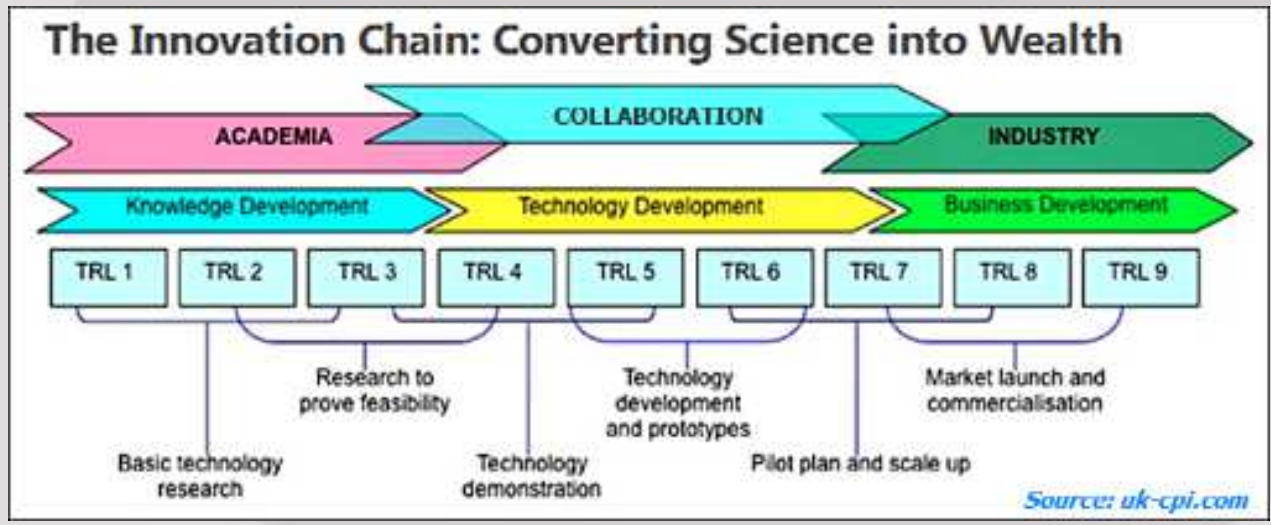 The Innovation Chain: Converting Science into Wealth
COLLABORATION
ACADEMIA
INDUSTRY
Knowledge Development
Technology Development
Business Development
TRL 1
TRL 2
TRL 3
TRL 4
TRL 5
TRL 6
TRL 7
TRL 8
TRL 9
Research to
prove feasibility
Technology
development
and prototypes
Market launch and
commercialisation
Basic technology
research
Technology
demonstration
Pilot plan and scale up
Source: uk-cpi.com